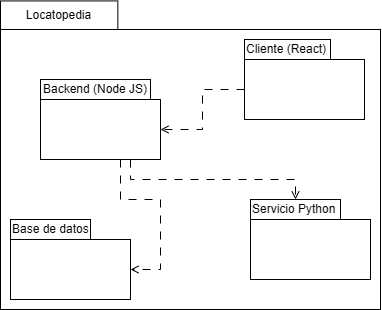 Locatopedia
Cliente (React)
Backend (Node JS)
Servicio Python
Base de datos